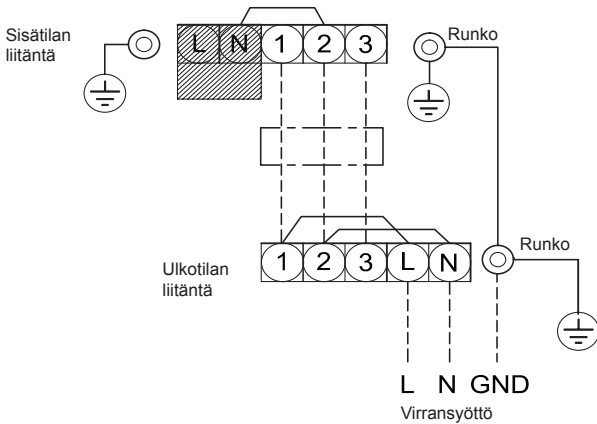 Sisätilan
liitäntä
L N 1 2 3
Runko
Ulkotilan
liitäntä
1 2 3 L N
Runko
L N GND
Virransyöttö